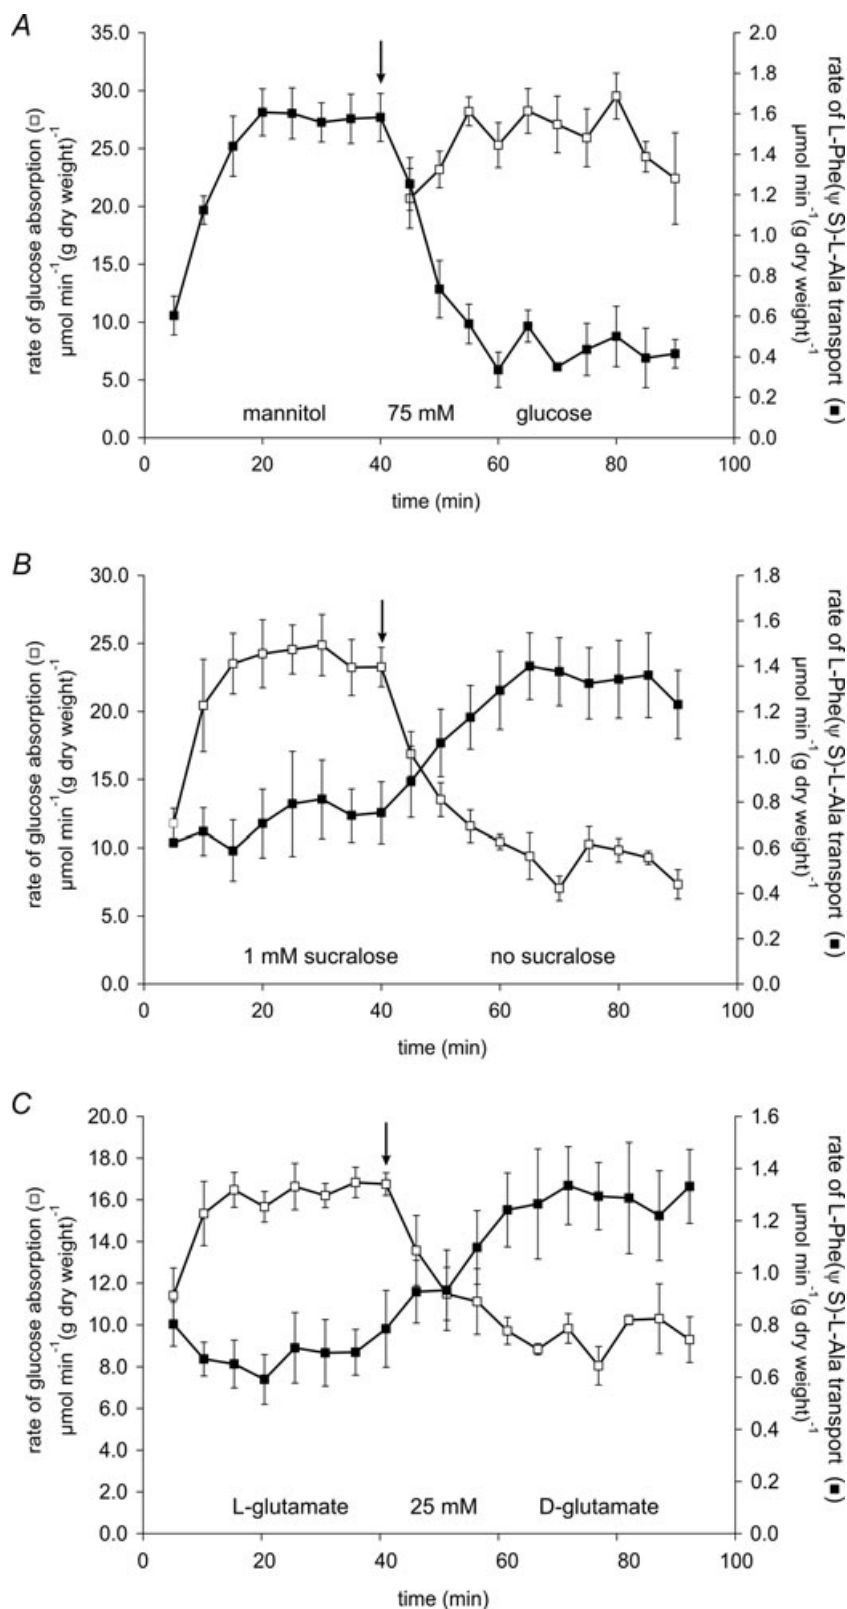 A
35.0
30.0
25.0
20.0
15.0
10.0
5.0
0.0
rate of glucose absorption (□)
µmol min⁻¹(g dry weight)⁻¹
2.0
1.8
1.6
1.4
1.2
1.0
0.8
0.6
0.4
0.2
0.0
rate of L-Phe(ψ S)-L-Ala transport (■)
µmol min⁻¹(g dry weight)⁻¹
mannitol 75 mM glucose
0 20 40 60 80 100
time (min)
B
30.0
25.0
20.0
15.0
10.0
5.0
0.0
rate of glucose absorption (□)
µmol min⁻¹(g dry weight)⁻¹
1.8
1.6
1.4
1.2
1.0
0.8
0.6
0.4
0.2
0.0
rate of L-Phe(ψ S)-L-Ala transport (■)
µmol min⁻¹(g dry weight)⁻¹
1 mM sucralose no sucralose
0 20 40 60 80 100
time (min)
C
20.0
18.0
16.0
14.0
12.0
10.0
8.0
6.0
4.0
2.0
0.0
rate of glucose absorption (□)
µmol min⁻¹(g dry weight)⁻¹
1.6
1.4
1.2
1.0
0.8
0.6
0.4
0.2
0.0
rate of L-Phe(ψ S)-L-Ala transport (■)
µmol min⁻¹(g dry weight)⁻¹
L-glutamate 25 mM D-glutamate
0 20 40 60 80 100
time (min)